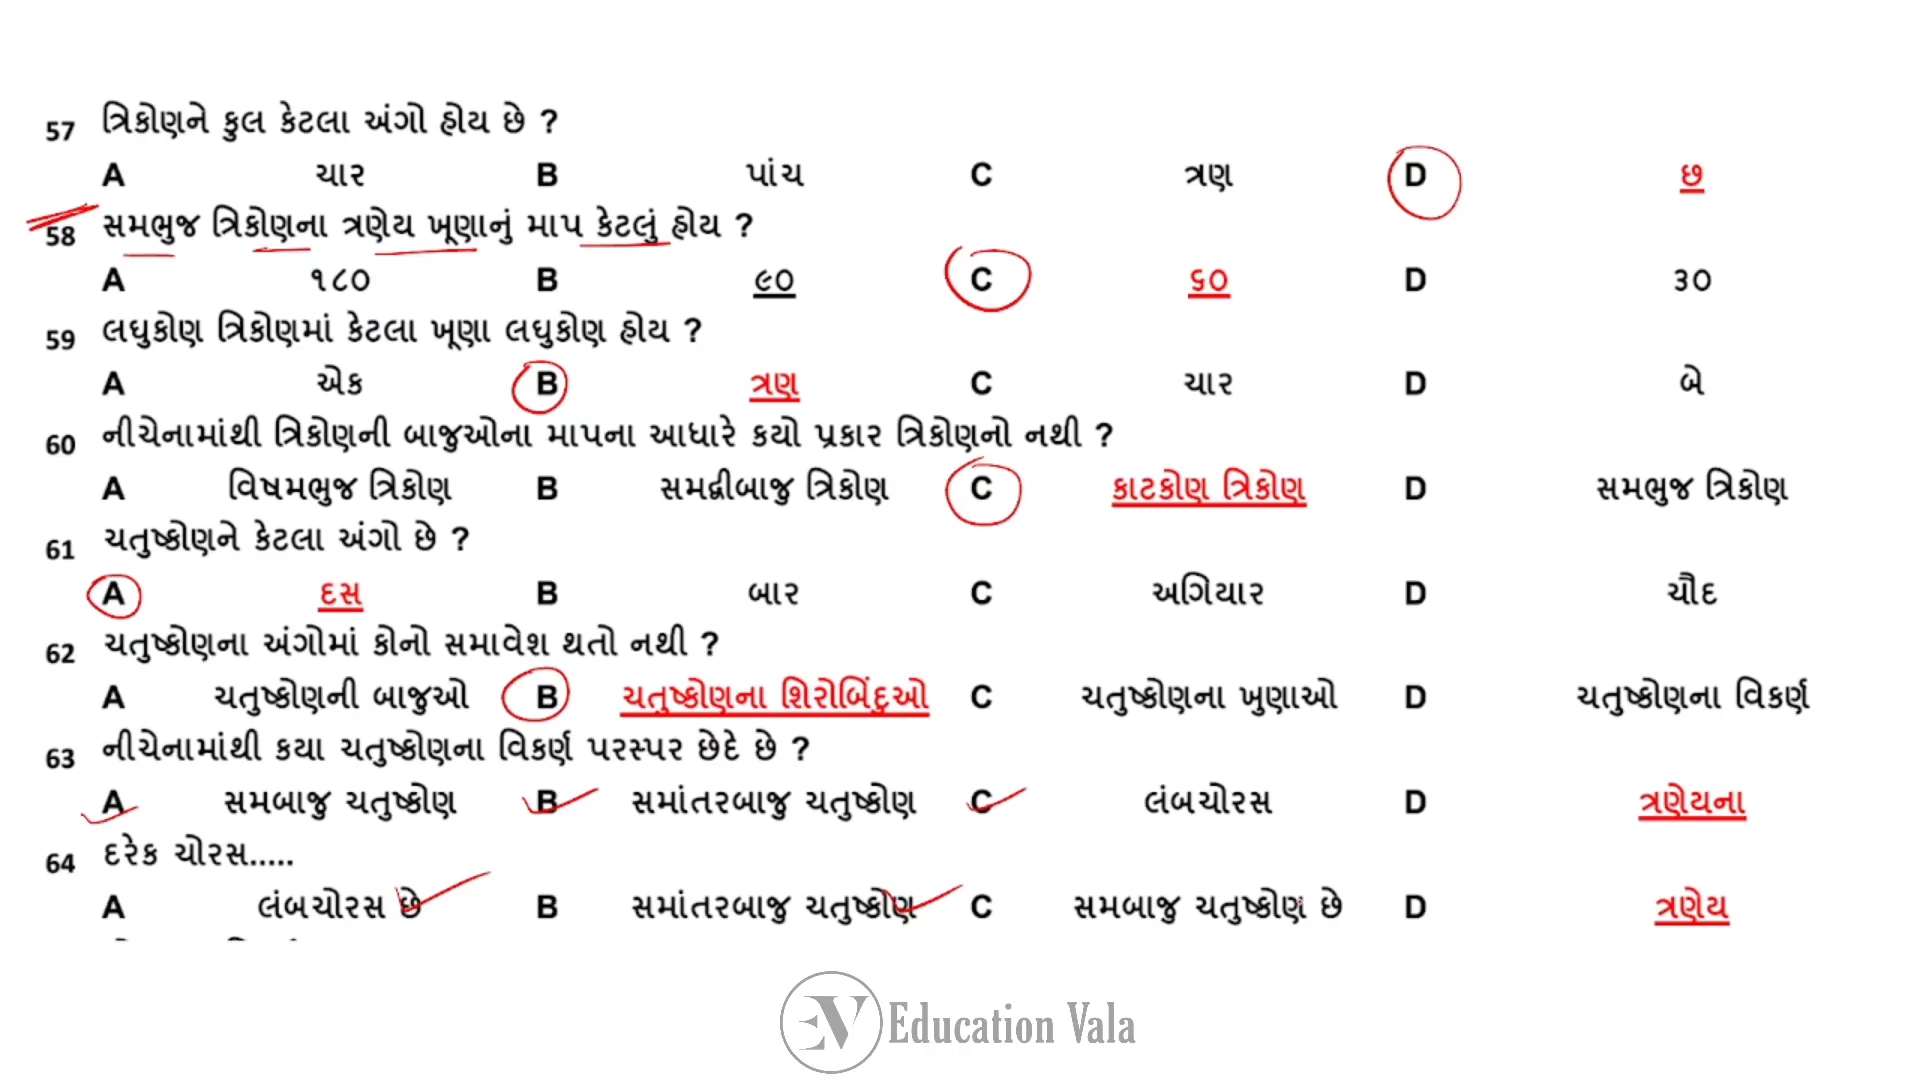 57 ત્રિકોણને કુલ કેટલા અંગો હોય છે ?
A ચાર B પાંચ C ત્રણ D છ
58 સમભુજ ત્રિકોણના ત્રણેય ખૂણાનું માપ કેટલું હોય ?
A ૧૮૦ B ૯૦ C ૬૦ D ૩૦
59 લઘુકોણ ત્રિકોણમાં કેટલા ખૂણા લઘુકોણ હોય ?
A એક B ત્રણ C ચાર D બે
60 નીચેનામાંથી ત્રિકોણની બાજુઓના માપના આધારે કયો પ્રકાર ત્રિકોણનો નથી ?
A વિષમભુજ ત્રિકોણ B સમદ્વીબાજુ ત્રિકોણ C કાટકોણ ત્રિકોણ D સમભુજ ત્રિકોણ
61 ચતુષ્કોણને કેટલા અંગો છે ?
A દસ B બાર C અગિયાર D ચૌદ
62 ચતુષ્કોણના અંગોમાં કોનો સમાવેશ થતો નથી ?
A ચતુષ્કોણની બાજુઓ B ચતુષ્કોણના શિરોબિંદુઓ C ચતુષ્કોણના ખુણાઓ D ચતુષ્કોણના વિકર્ણ
63 નીચેનામાંથી કયા ચતુષ્કોણના વિકર્ણ પરસ્પર છેદે છે ?
A સમબાજુ ચતુષ્કોણ B સમાંતરબાજુ ચતુષ્કોણ C લંબચોરસ D ત્રણેયના
64 દરેક ચોરસ.....
A લંબચોરસ છે B સમાંતરબાજુ ચતુષ્કોણ C સમબાજુ ચતુષ્કોણ છે D ત્રણેય
EV Education Vala